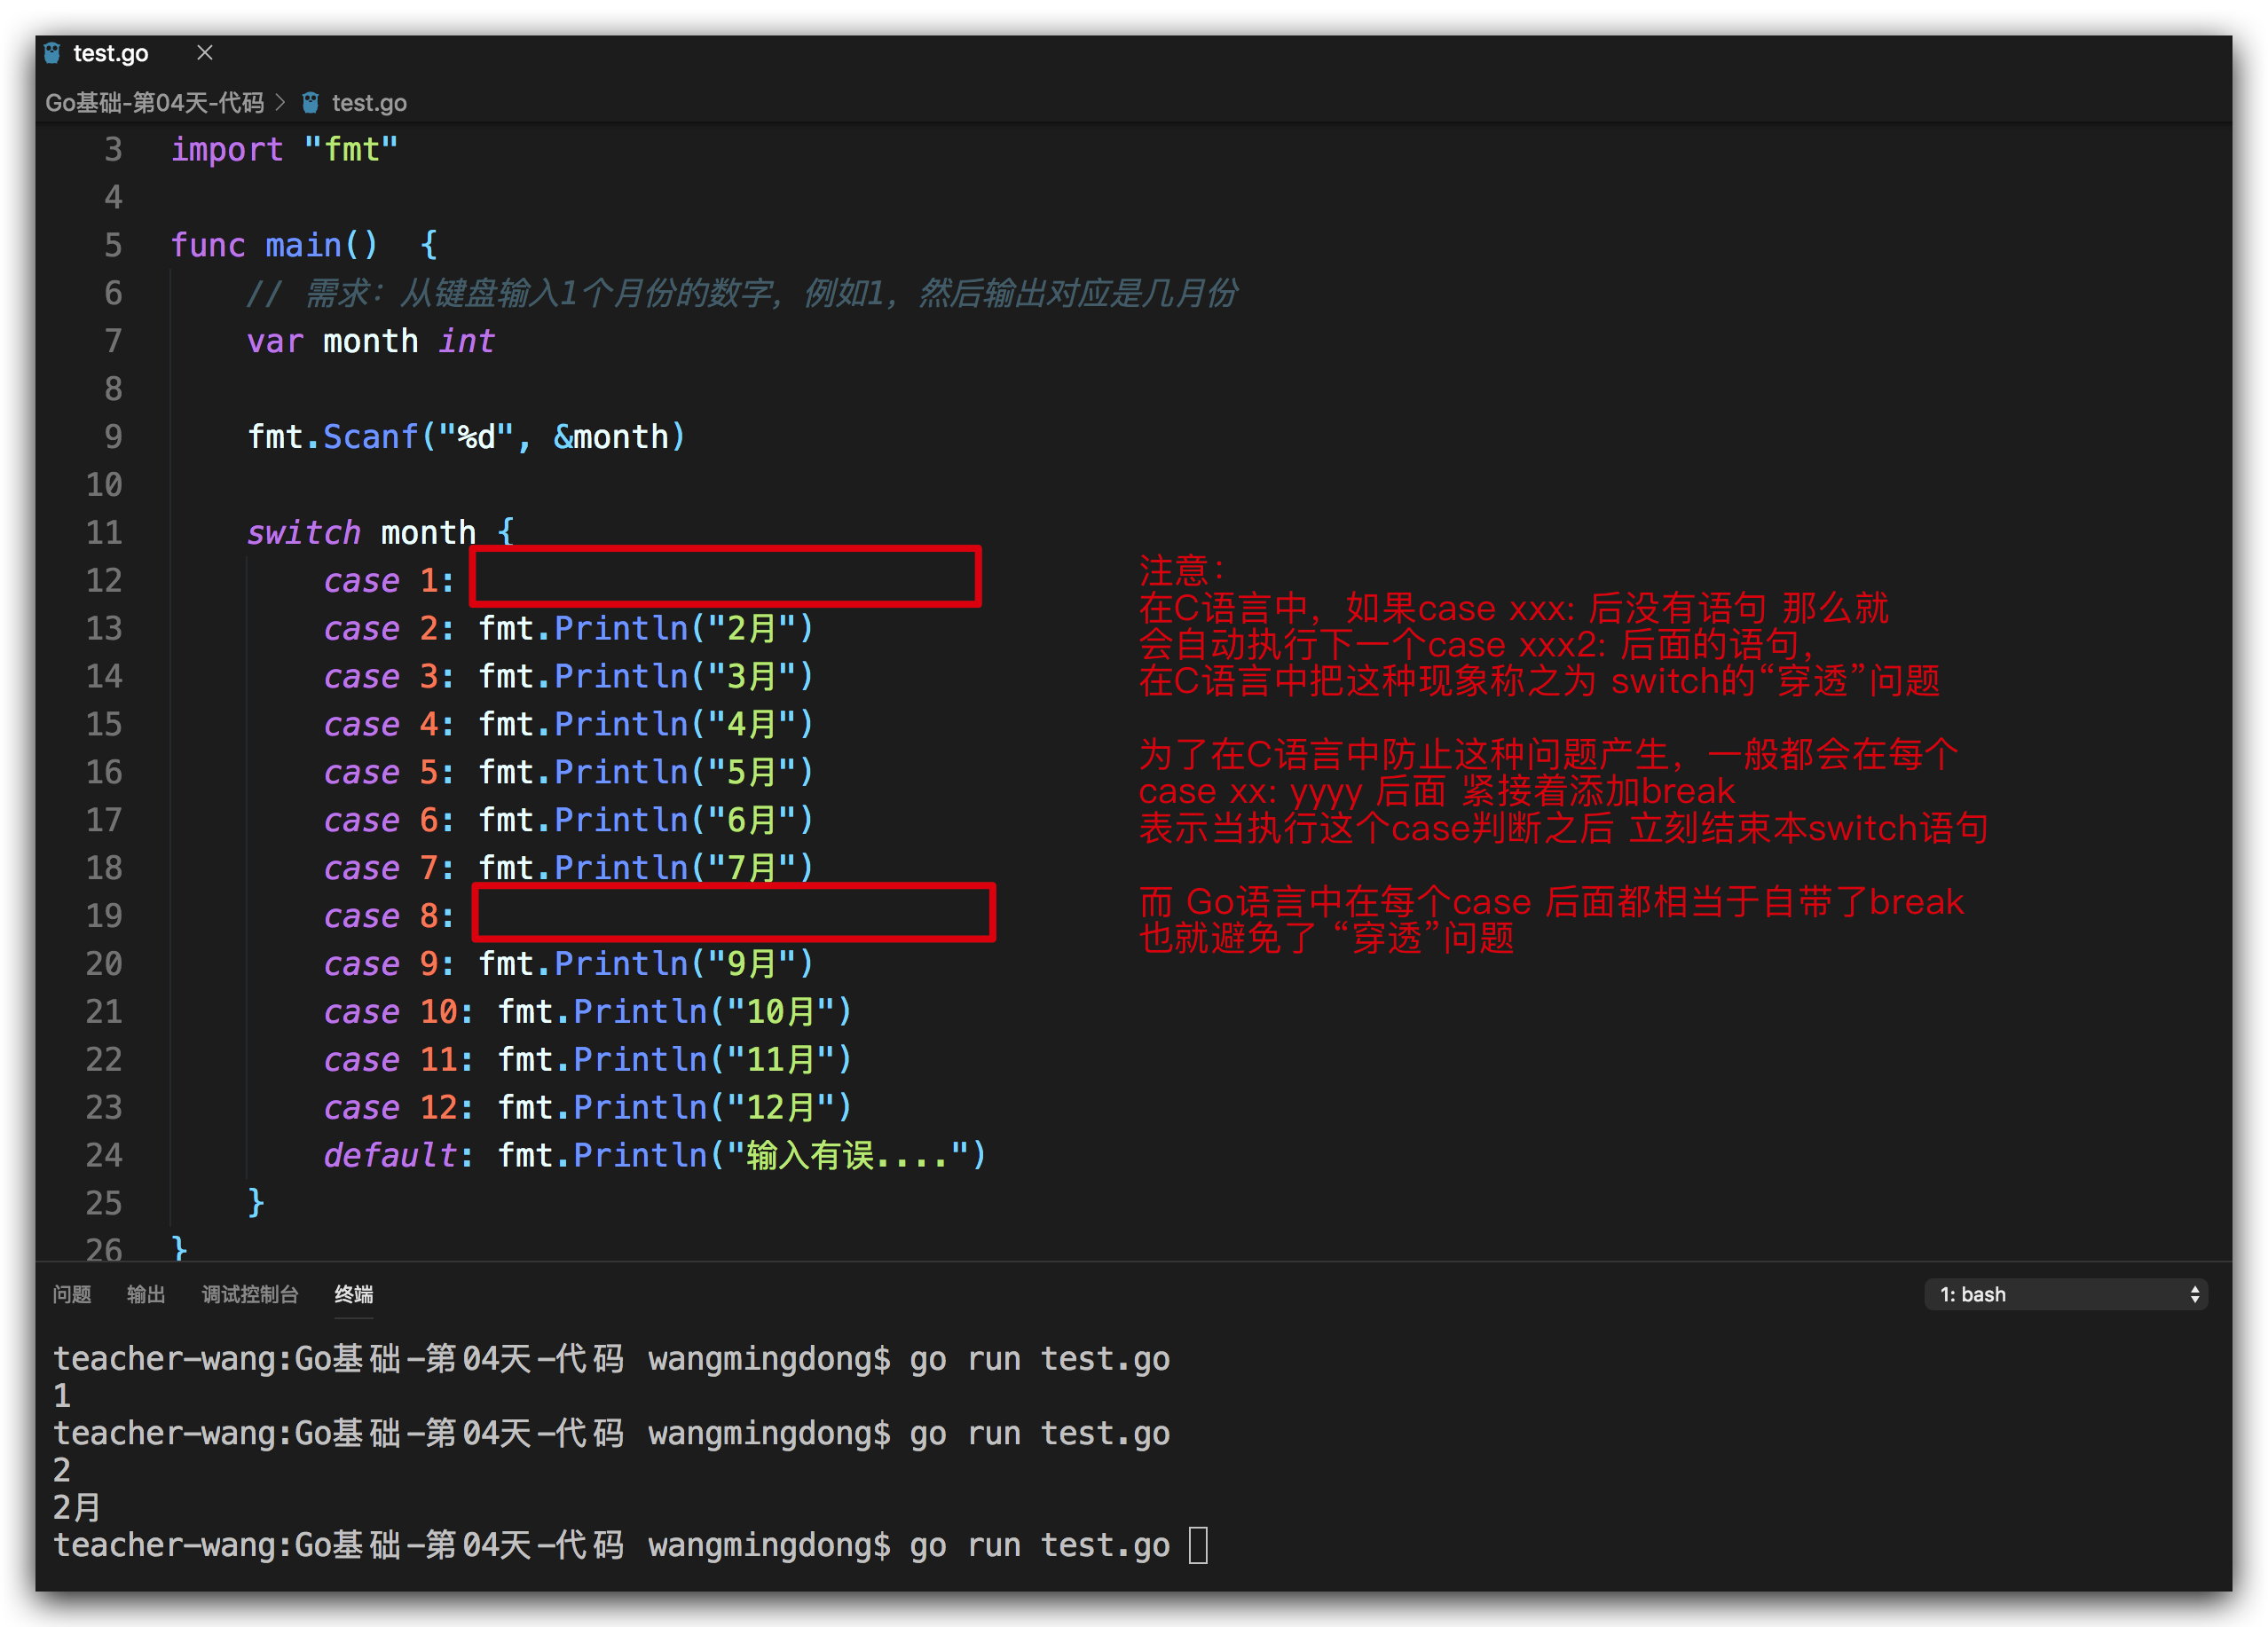 test.go
Go基础-第04天-代码 > test.go
3 import "fmt"
4
5 func main()  {
6 // 需求：从键盘输入1个月份的数字，例如1，然后输出对应是几月份
7 var month int
8
9 fmt.Scanf("%d", &month)
10
11 switch month {
12 case 1:
13 case 2: fmt.Println("2月")
14 case 3: fmt.Println("3月")
15 case 4: fmt.Println("4月")
16 case 5: fmt.Println("5月")
17 case 6: fmt.Println("6月")
18 case 7: fmt.Println("7月")
19 case 8:
20 case 9: fmt.Println("9月")
21 case 10: fmt.Println("10月")
22 case 11: fmt.Println("11月")
23 case 12: fmt.Println("12月")
24 default: fmt.Println("输入有误....")
25 }
26 }
注意：
在C语言中，如果case xxx: 后没有语句 那么就
会自动执行下一个case xxx2: 后面的语句，
在C语言中把这种现象称之为 switch的“穿透”问题
为了在C语言中防止这种问题产生，一般都会在每个
case xx: yyyy 后面 紧接着添加break
表示当执行这个case判断之后 立刻结束本switch语句
而 Go语言中在每个case 后面都相当于自带了break
也就避免了 “穿透”问题
问题 输出 调试控制台 终端 1: bash
teacher-wang:Go基础-第04天-代码 wangmingdong$ go run test.go
1
teacher-wang:Go基础-第04天-代码 wangmingdong$ go run test.go
2
2月
teacher-wang:Go基础-第04天-代码 wangmingdong$ go run test.go